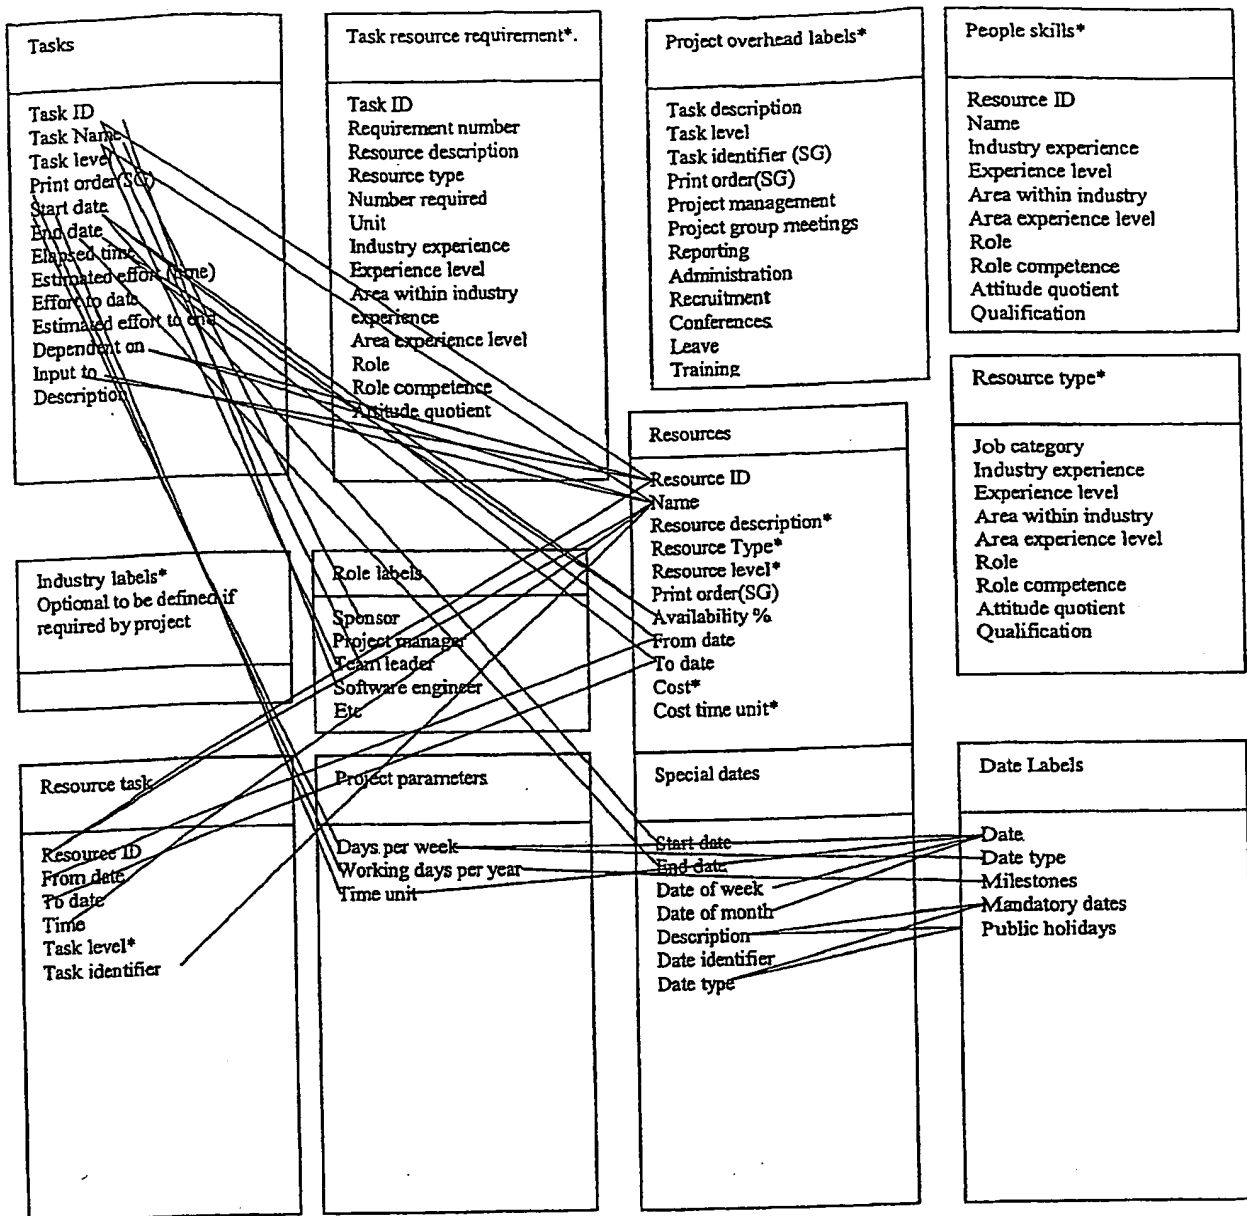 Tasks
Task ID
Task Name
Task level
Print order(SG)
Start date
End date
Elapsed time
Estimated effort (time)
Effort to date
Estimated effort to end
Dependent on
Input to
Description
Task resource requirement*.
Task ID
Requirement number
Resource description
Resource type
Number required
Unit
Industry experience
Experience level
Area within industry
experience
Area experience level
Role
Role competence
Attitude quotient
Project overhead labels*
Task description
Task level
Task identifier (SG)
Print order(SG)
Project management
Project group meetings
Reporting
Administration
Recruitment
Conferences
Leave
Training
People skills*
Resource ID
Name
Industry experience
Experience level
Area within industry
Area experience level
Role
Role competence
Attitude quotient
Qualification
Resource type*
Job category
Industry experience
Experience level
Area within industry
Area experience level
Role
Role competence
Attitude quotient
Qualification
Resources
Resource ID
Name
Resource description*
Resource Type*
Resource level*
Print order(SG)
Availability %
From date
To date
Cost*
Cost time unit*
Industry labels*
Optional to be defined if
required by project
Role labels
Sponsor
Project manager
Team leader
Software engineer
Etc
Resource task
Resource ID
From date
To date
Time
Task level*
Task identifier
Project parameters
Days per week
Working days per year
Time unit
Special dates
Start date
End date
Date of week
Date of month
Description
Date identifier
Date type
Date Labels
Date
Date type
Milestones
Mandatory dates
Public holidays